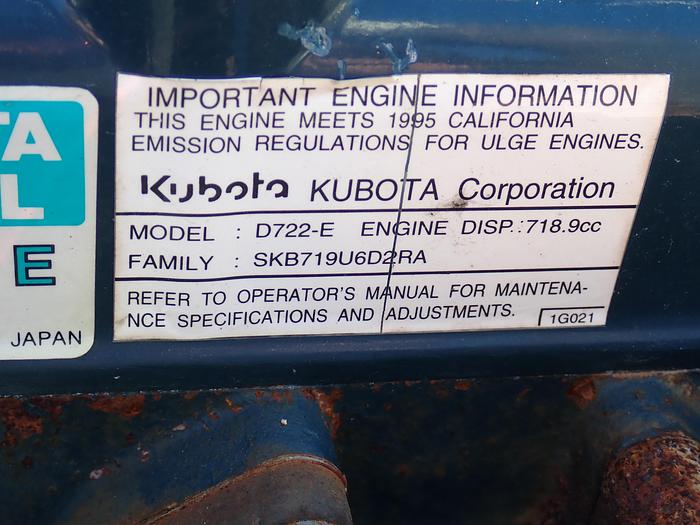 TA
L
E
JAPAN
IMPORTANT ENGINE INFORMATION
THIS ENGINE MEETS 1995 CALIFORNIA
EMISSION REGULATIONS FOR ULGE ENGINES.
Kubota KUBOTA Corporation
MODEL : D722-E ENGINE DISP.:718.9cc
FAMILY : SKB719U6D2RA
REFER TO OPERATOR'S MANUAL FOR MAINTENA-
NCE SPECIFICATIONS AND ADJUSTMENTS.
1G021